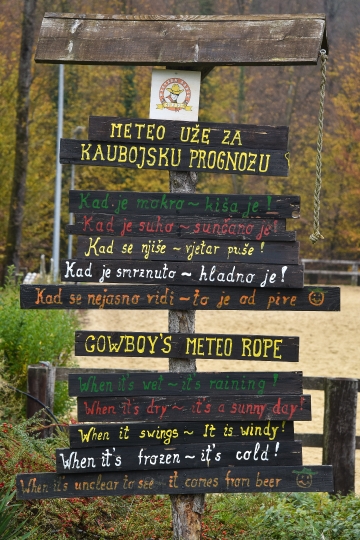 METEO UŽE ZA
KAUBOJSKU PROGNOZU
Kad je mokro ~ kiša je!
Kad je suho ~ sunčano je!
Kad se njiše ~ vjetar puše!
Kad je smrznuto ~ hladno je!
Kad se nejasno vidi ~ to je od pive
COWBOY'S METEO ROPE
When it's wet ~ it's raining!
When it's dry ~ it's a sunny day!
When it swings ~ It is windy!
When it's frozen ~ it's cold!
When it's unclear to see it comes from beer